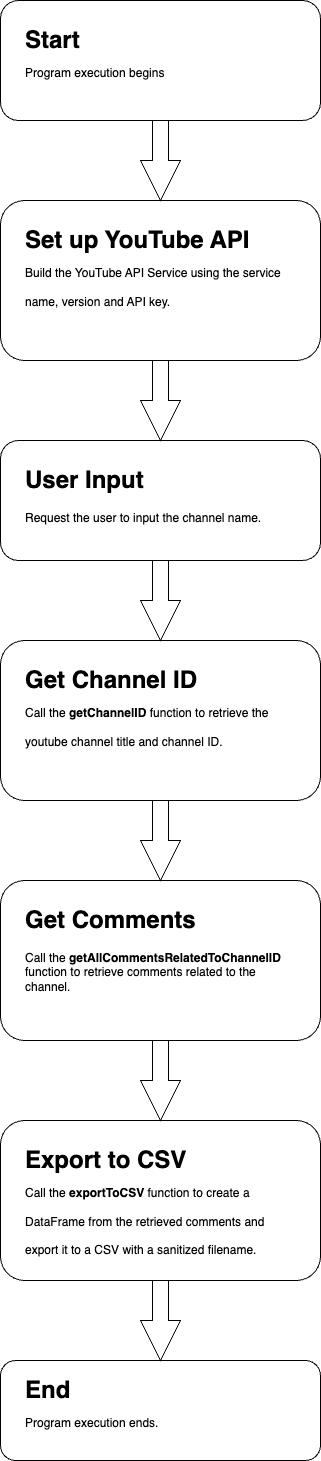 Start
Program execution begins
Set up YouTube API
Build the YouTube API Service using the service
name, version and API key.
User Input
Request the user to input the channel name.
Get Channel ID
Call the getChannelID function to retrieve the
youtube channel title and channel ID.
Get Comments
Call the getAllCommentsRelatedToChannelID
function to retrieve comments related to the
channel.
Export to CSV
Call the exportToCSV function to create a
DataFrame from the retrieved comments and
export it to a CSV with a sanitized filename.
End
Program execution ends.